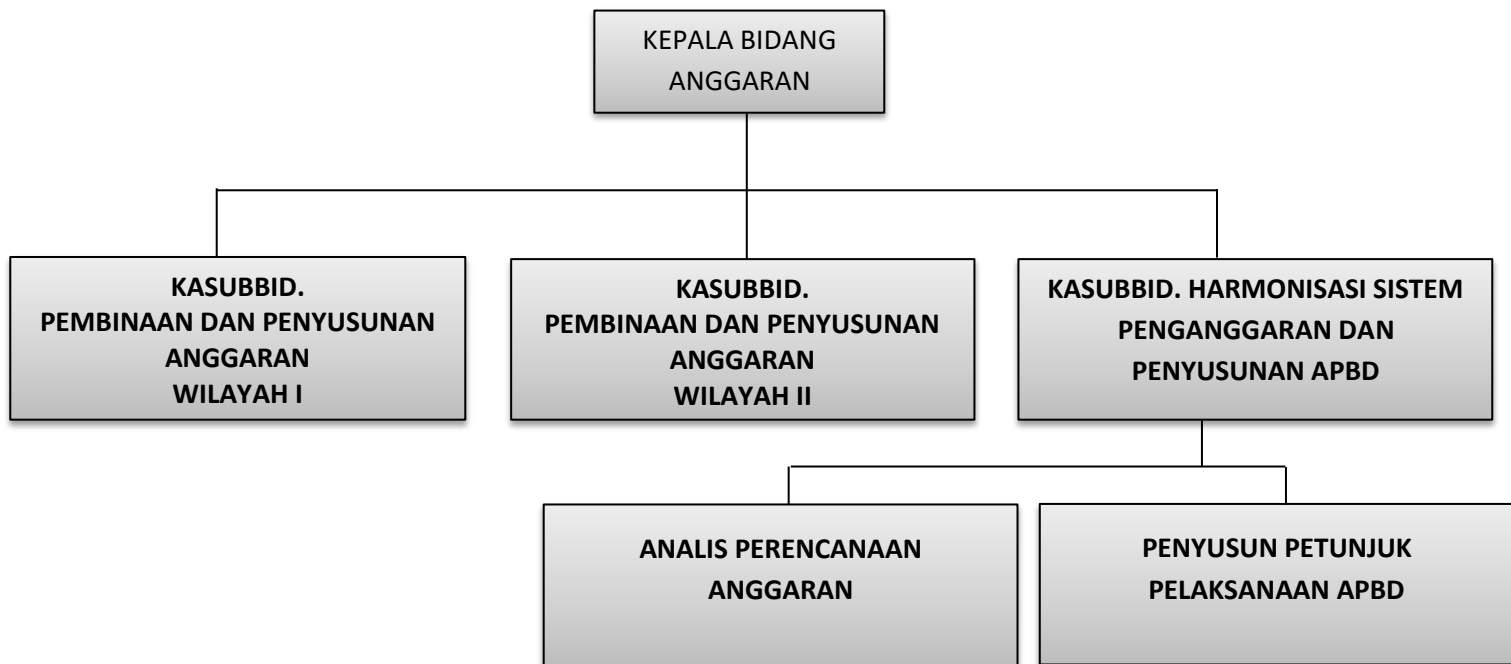 KEPALA BIDANG
ANGGARAN
KASUBBID.
PEMBINAAN DAN PENYUSUNAN
ANGGARAN
WILAYAH I
KASUBBID.
PEMBINAAN DAN PENYUSUNAN
ANGGARAN
WILAYAH II
KASUBBID. HARMONISASI SISTEM
PENGANGGARAN DAN
PENYUSUNAN APBD
ANALIS PERENCANAAN
ANGGARAN
PENYUSUN PETUNJUK
PELAKSANAAN APBD